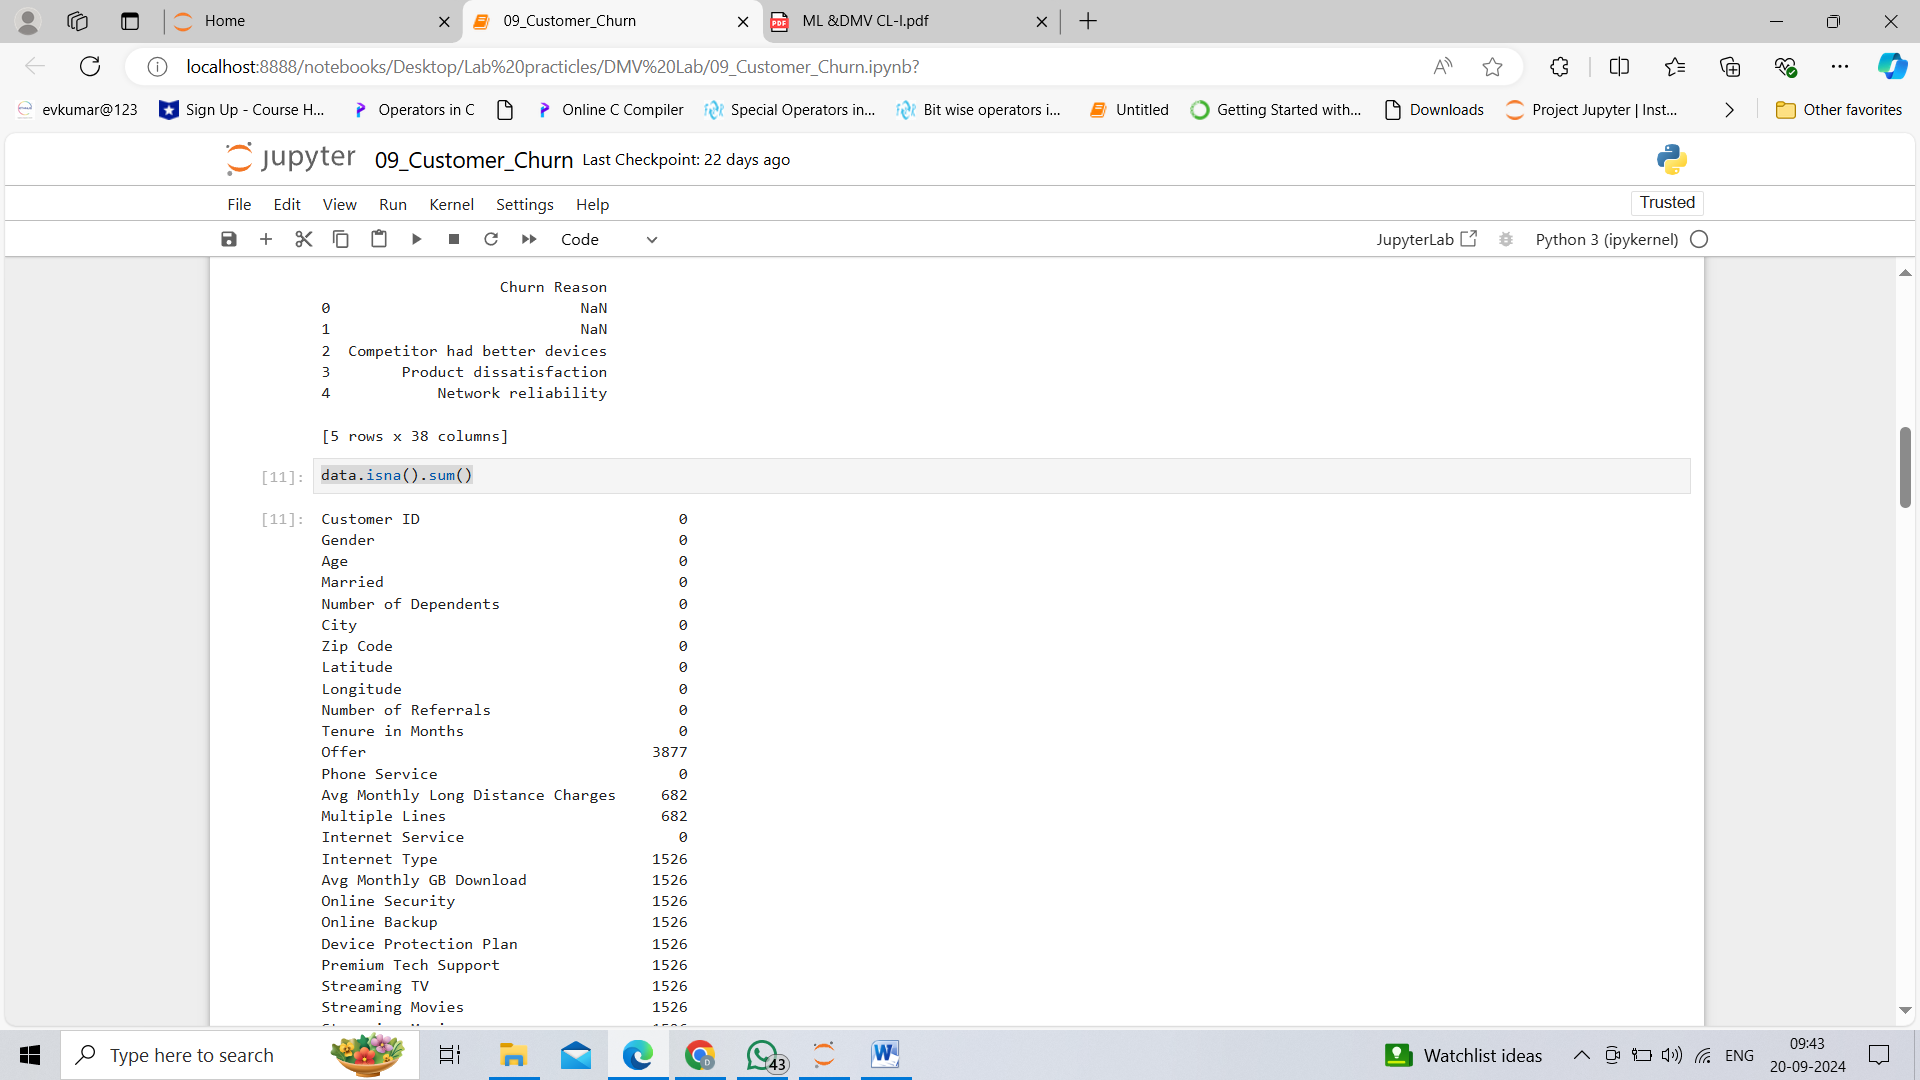 Home
09_Customer_Churn
ML &DMV CL-I.pdf
localhost:8888/notebooks/Desktop/Lab%20practicles/DMV%20Lab/09_Customer_Churn.ipynb?
evkumar@123
Sign Up - Course H...
Operators in C
Online C Compiler
Special Operators in...
Bit wise operators i...
Untitled
Getting Started with...
Downloads
Project Jupyter | Inst...
Other favorites
jupyter 09_Customer_Churn Last Checkpoint: 22 days ago
File Edit View Run Kernel Settings Help
Trusted
Code
JupyterLab
Python 3 (ipykernel)
Churn Reason
0 NaN
1 NaN
2 Competitor had better devices
3 Product dissatisfaction
4 Network reliability
[5 rows x 38 columns]
[11]: data.isna().sum()
[11]: Customer ID 0
Gender 0
Age 0
Married 0
Number of Dependents 0
City 0
Zip Code 0
Latitude 0
Longitude 0
Number of Referrals 0
Tenure in Months 0
Offer 3877
Phone Service 0
Avg Monthly Long Distance Charges 682
Multiple Lines 682
Internet Service 0
Internet Type 1526
Avg Monthly GB Download 1526
Online Security 1526
Online Backup 1526
Device Protection Plan 1526
Premium Tech Support 1526
Streaming TV 1526
Streaming Movies 1526
Type here to search
43
Watchlist ideas
ENG
09:43
20-09-2024